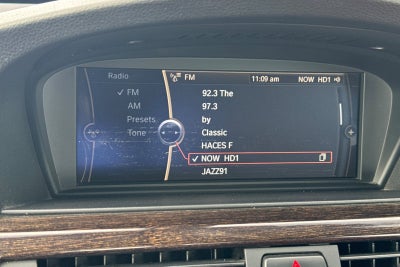 Radio
FM 11:09 am NOW HD1
✓ FM
AM
Presets
Tone
92.3 The
97.3
by
Classic
HACES F
✓ NOW HD1
JAZZ91